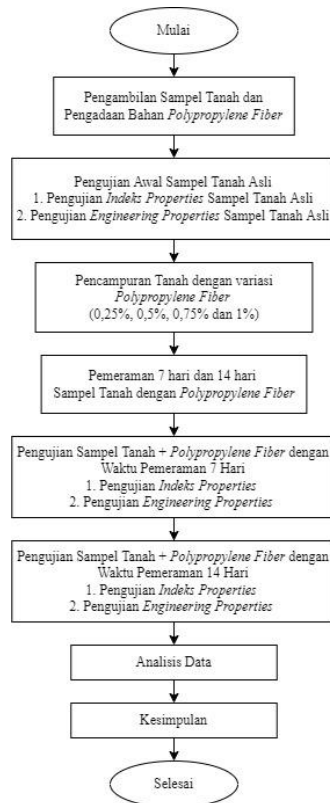 Mulai
Pengambilan Sampel Tanah dan
Pengadaan Bahan Polypropylene Fiber
Pengujian Awal Sampel Tanah Asli
1. Pengujian Indeks Properties Sampel Tanah Asli
2. Pengujian Engineering Properties Sampel Tanah Asli
Pencampuran Tanah dengan variasi
Polypropylene Fiber
(0,25%, 0,5%, 0,75% dan 1%)
Pemeraman 7 hari dan 14 hari
Sampel Tanah dengan Polypropylene Fiber
Pengujian Sampel Tanah + Polypropylene Fiber dengan
Waktu Pemeraman 7 Hari
1. Pengujian Indeks Properties
2. Pengujian Engineering Properties
Pengujian Sampel Tanah + Polypropylene Fiber dengan
Waktu Pemeraman 14 Hari
1. Pengujian Indeks Properties
2. Pengujian Engineering Properties
Analisis Data
Kesimpulan
Selesai